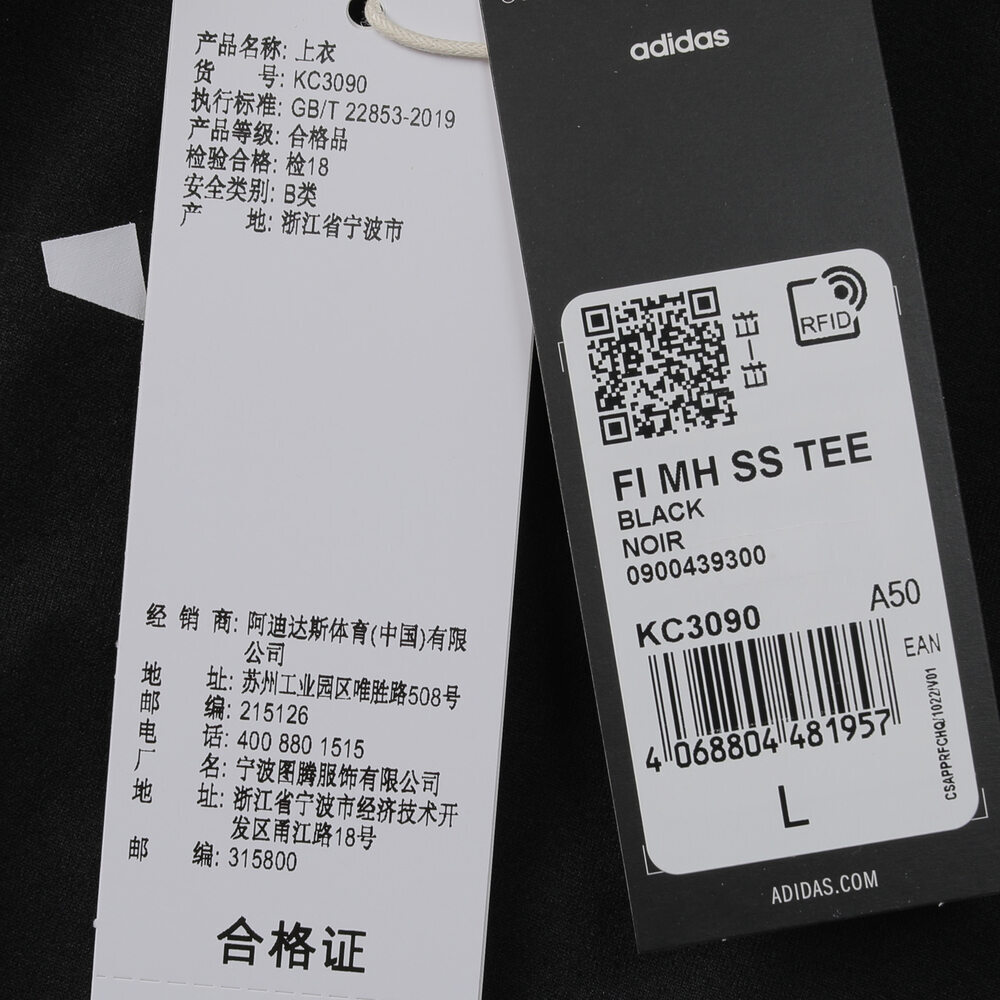 产品名称: 上衣
货 号: KC3090
执行标准: GB/T 22853-2019
产品等级: 合格品
检验合格: 检18
安全类别: B类
产 地: 浙江省宁波市
经 销 商: 阿迪达斯体育(中国)有限
公司
地 址: 苏州工业园区唯胜路508号
邮 编: 215126
电 话: 400 880 1515
厂 名: 宁波图腾服饰有限公司
地 址: 浙江省宁波市经济技术开
发区甬江路18号
邮 编: 315800
合格证
adidas
扫一扫
RFID
FI MH SS TEE
BLACK
NOIR
0900439300
KC3090
A50
EAN
4 068804 481957
CSAPPRFCHQ/1022/V01
L
ADIDAS.COM